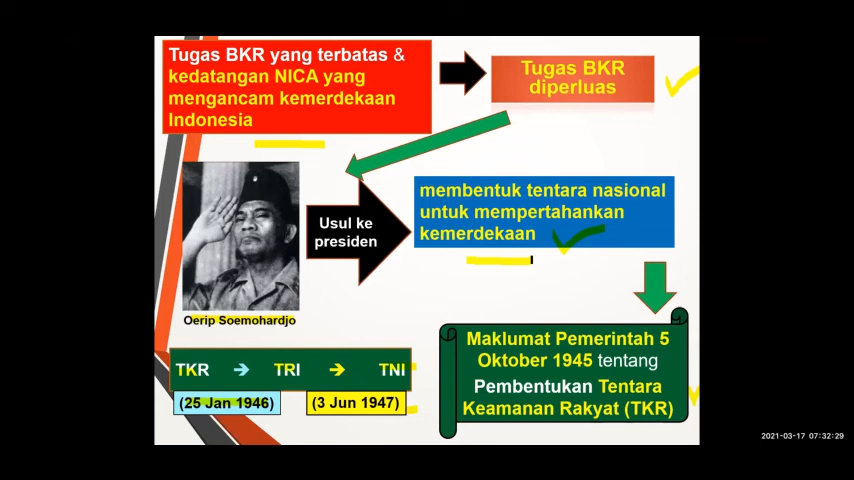 Tugas BKR yang terbatas &
kedatangan NICA yang
mengancam kemerdekaan
Indonesia
Tugas BKR
diperluas
Usul ke
presiden
membentuk tentara nasional
untuk mempertahankan
kemerdekaan
Oerip Soemohardjo
TKR → TRI → TNI
(25 Jan 1946) (3 Jun 1947)
Maklumat Pemerintah 5
Oktober 1945 tentang
Pembentukan Tentara
Keamanan Rakyat (TKR)
2021-03-17 07:32:29